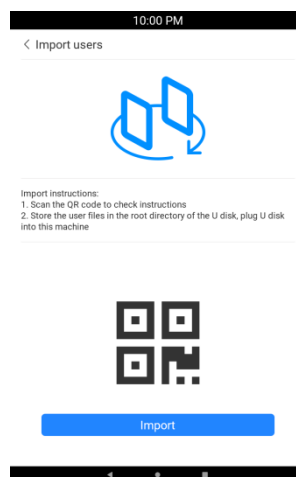 10:00 PM
Import users
Import instructions:
1. Scan the QR code to check instructions
2. Store the user files in the root directory of the U disk, plug U disk
into this machine
Import